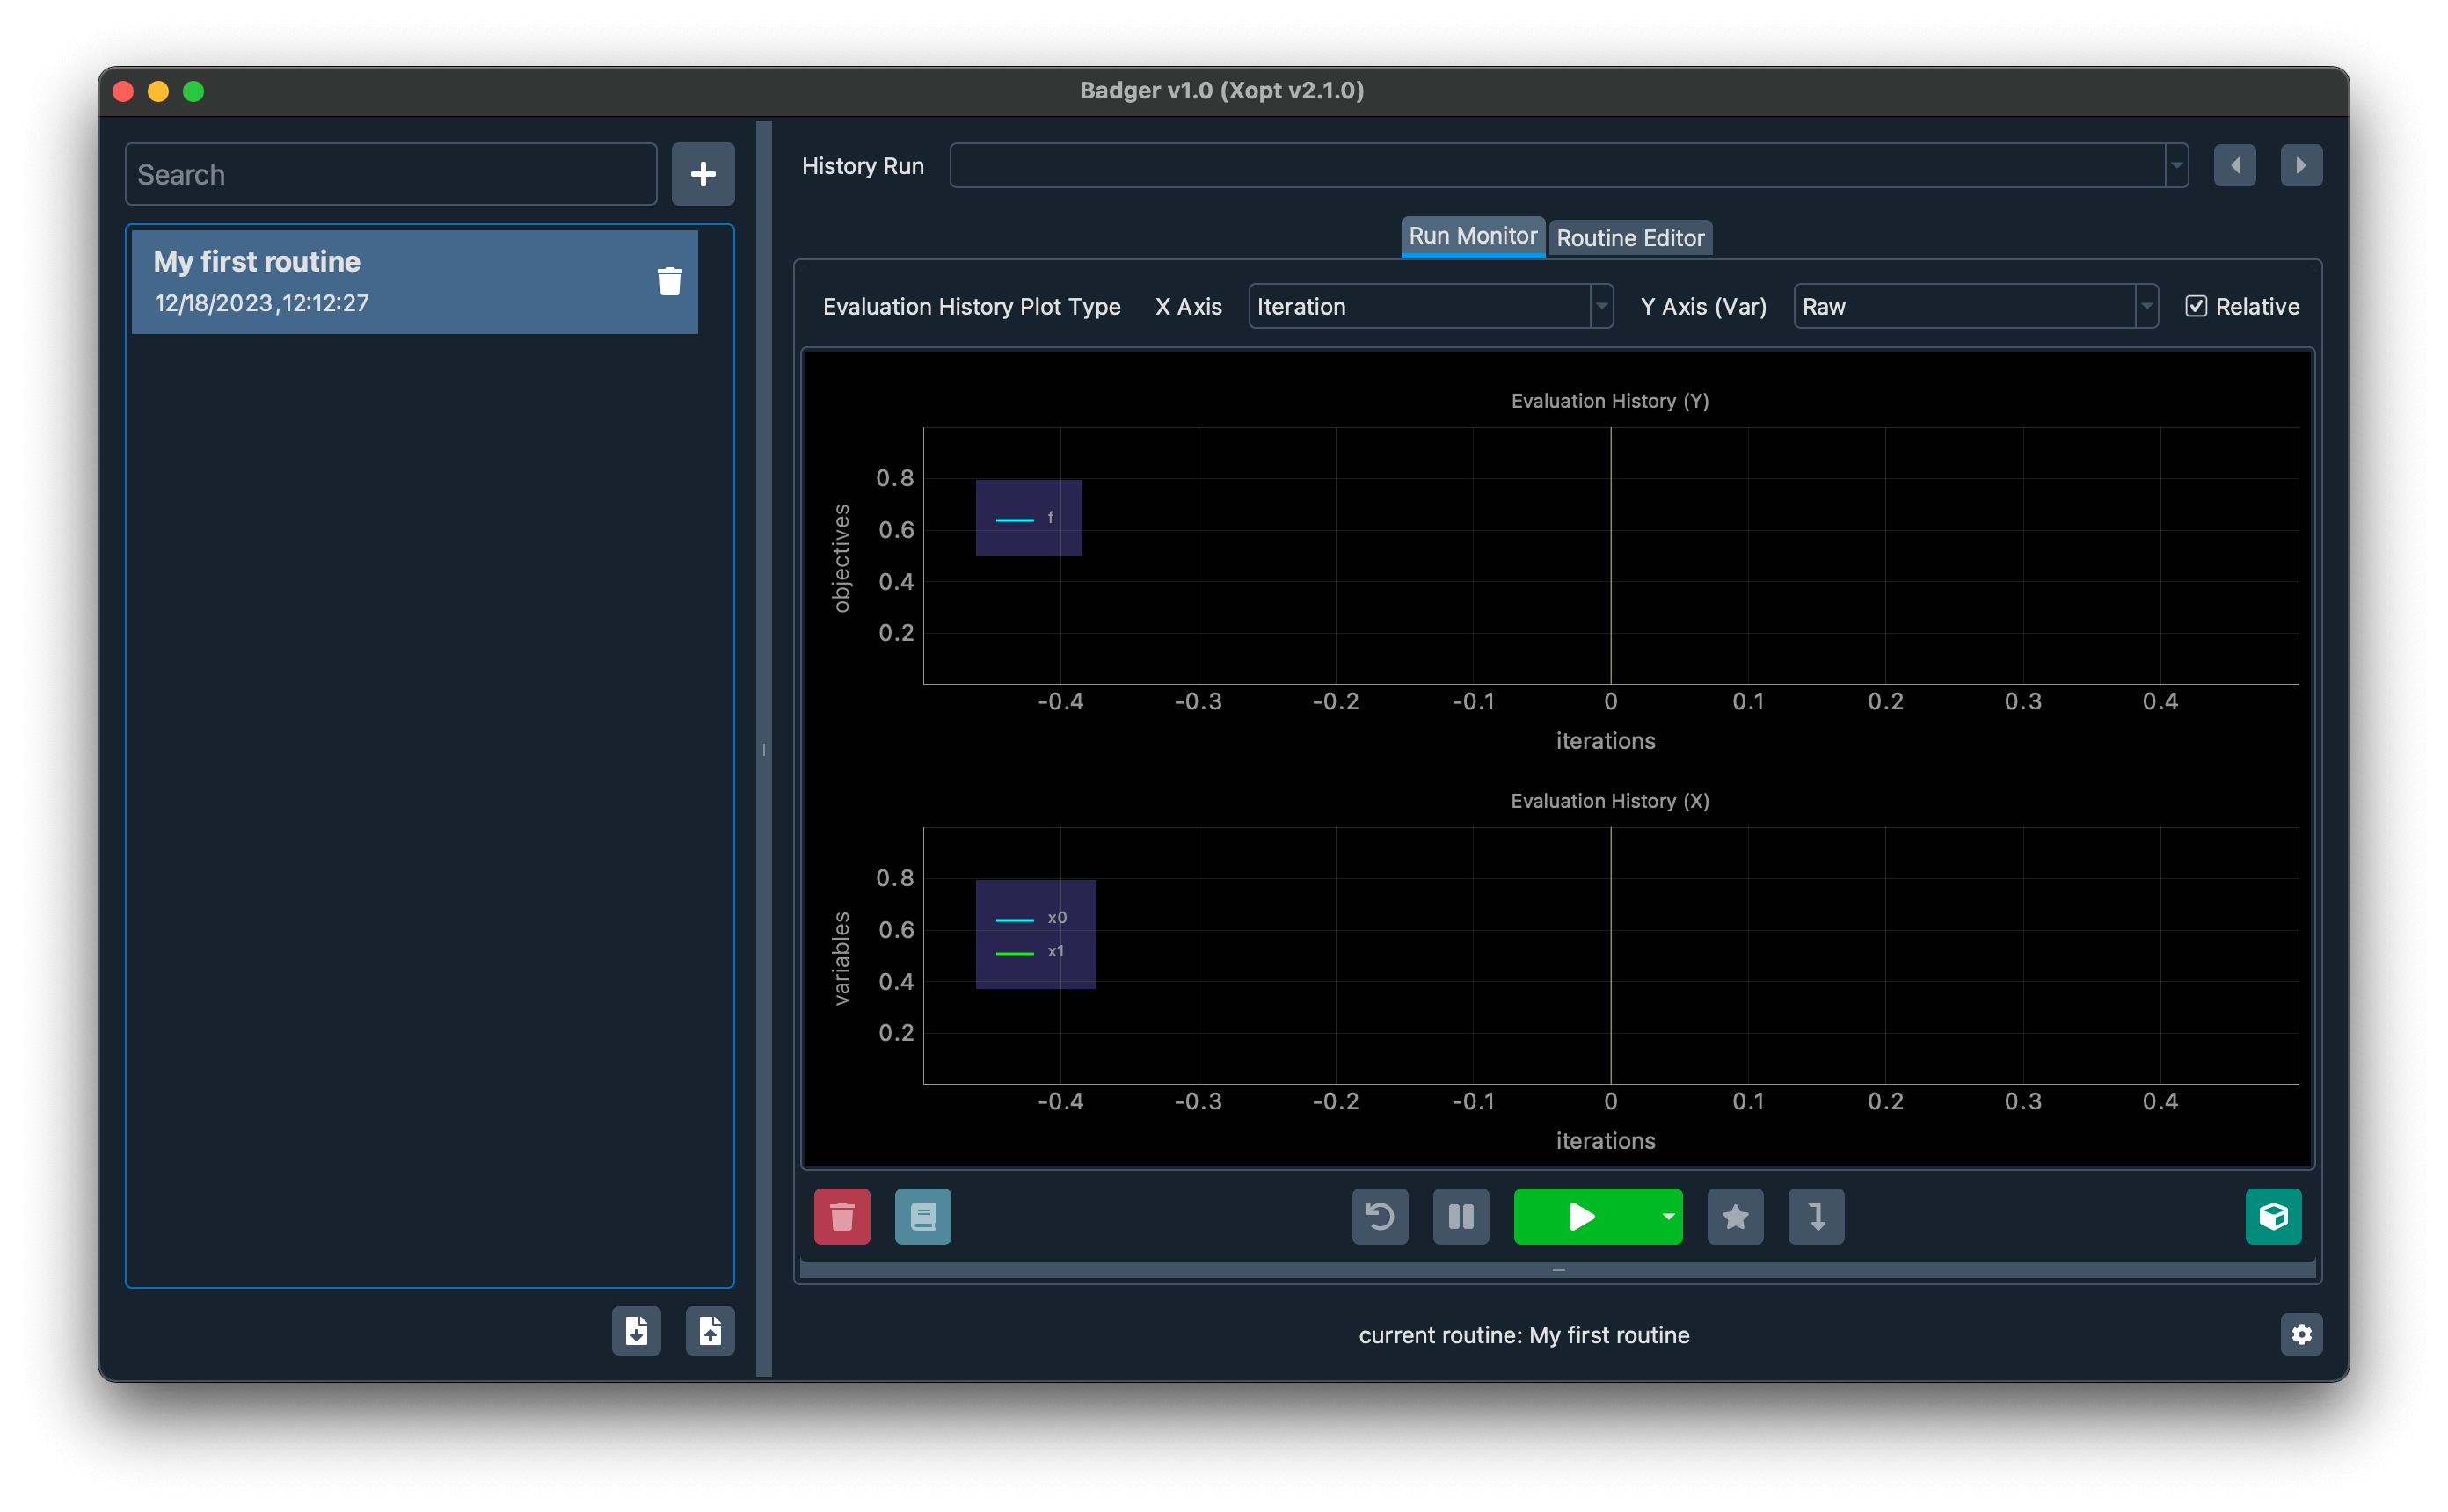 Badger v1.0 (Xopt v2.1.0)
Search
My first routine
12/18/2023,12:12:27
History Run
Run Monitor
Routine Editor
Evaluation History Plot Type
X Axis
Iteration
Y Axis (Var)
Raw
Relative
Evaluation History (Y)
objectives
0.8
0.6
0.4
0.2
f
-0.4 -0.3 -0.2 -0.1 0 0.1 0.2 0.3 0.4
iterations
Evaluation History (X)
variables
0.8
0.6
0.4
0.2
x0
x1
-0.4 -0.3 -0.2 -0.1 0 0.1 0.2 0.3 0.4
iterations
current routine: My first routine